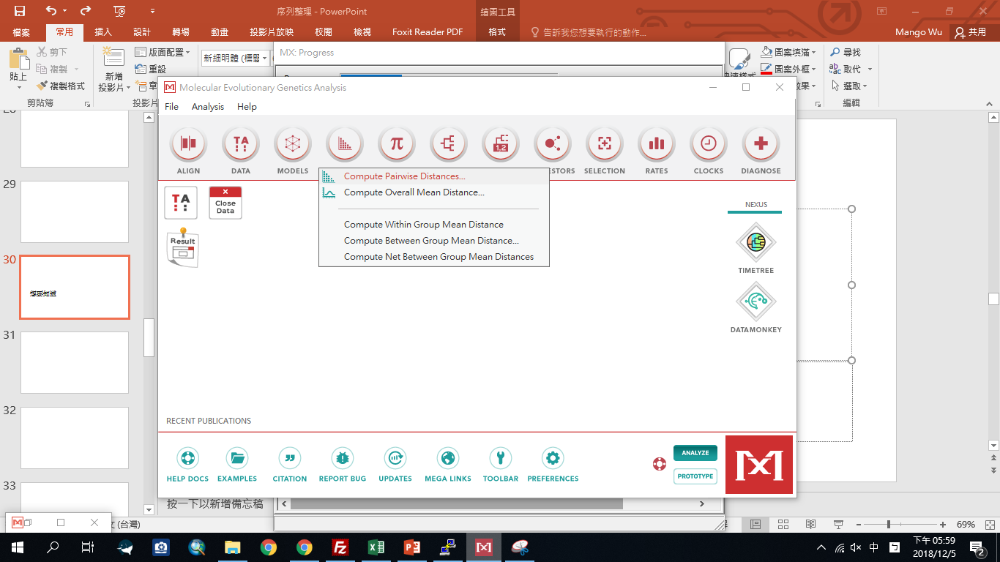 序列整理 - PowerPoint
繪圖工具
檔案
常用
插入
設計
轉場
動畫
投影片放映
校閱
檢視
Foxit Reader PDF
格式
告訴我您想要執行的動作...
Mango Wu
共用
貼上
剪下
複製
複製格式
剪貼簿
新增
投影片
版面配置
重設
新細明體 (標題
MX: Progress
圖案填滿
圖案外框
尋找
取代
選取
編輯
Molecular Evolutionary Genetics Analysis
File
Analysis
Help
ALIGN
DATA
MODELS
SELECTION
RATES
CLOCKS
DIAGNOSE
Compute Pairwise Distances...
Compute Overall Mean Distance...
Compute Within Group Mean Distance
Compute Between Group Mean Distance...
Compute Net Between Group Mean Distances
TA
Close
Data
Result
NEXUS
TIMETREE
DATAMONKEY
29
30
想要知道
31
32
33
RECENT PUBLICATIONS
HELP DOCS
EXAMPLES
CITATION
REPORT BUG
UPDATES
MEGA LINKS
TOOLBAR
PREFERENCES
ANALYZE
PROTOTYPE
按一下以新增備忘稿
(台灣)
69%
中
下午 05:59
2018/12/5
2